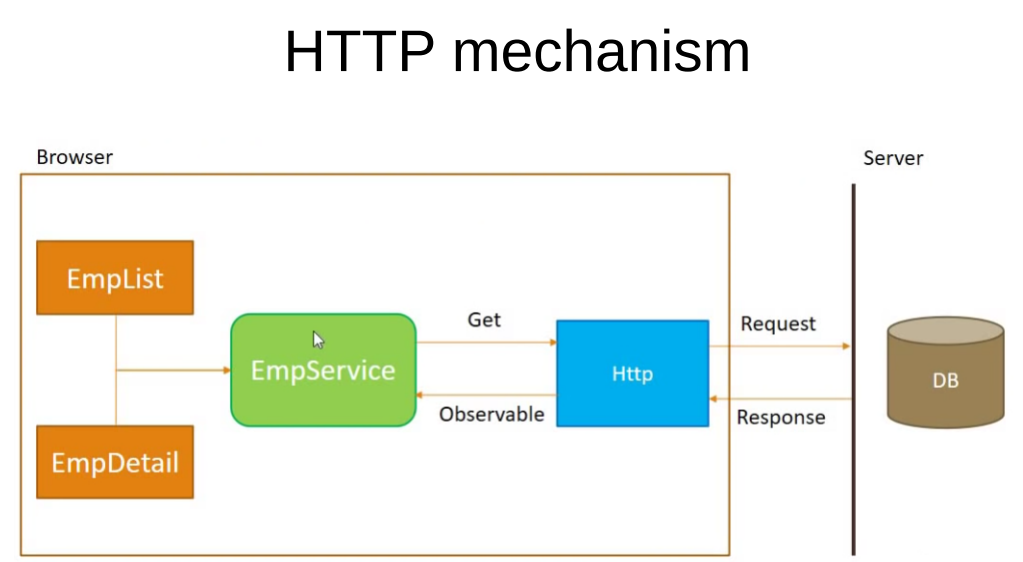 HTTP mechanism
Browser
Server
EmpList
EmpService
EmpDetail
Get
Observable
Http
Request
Response
DB